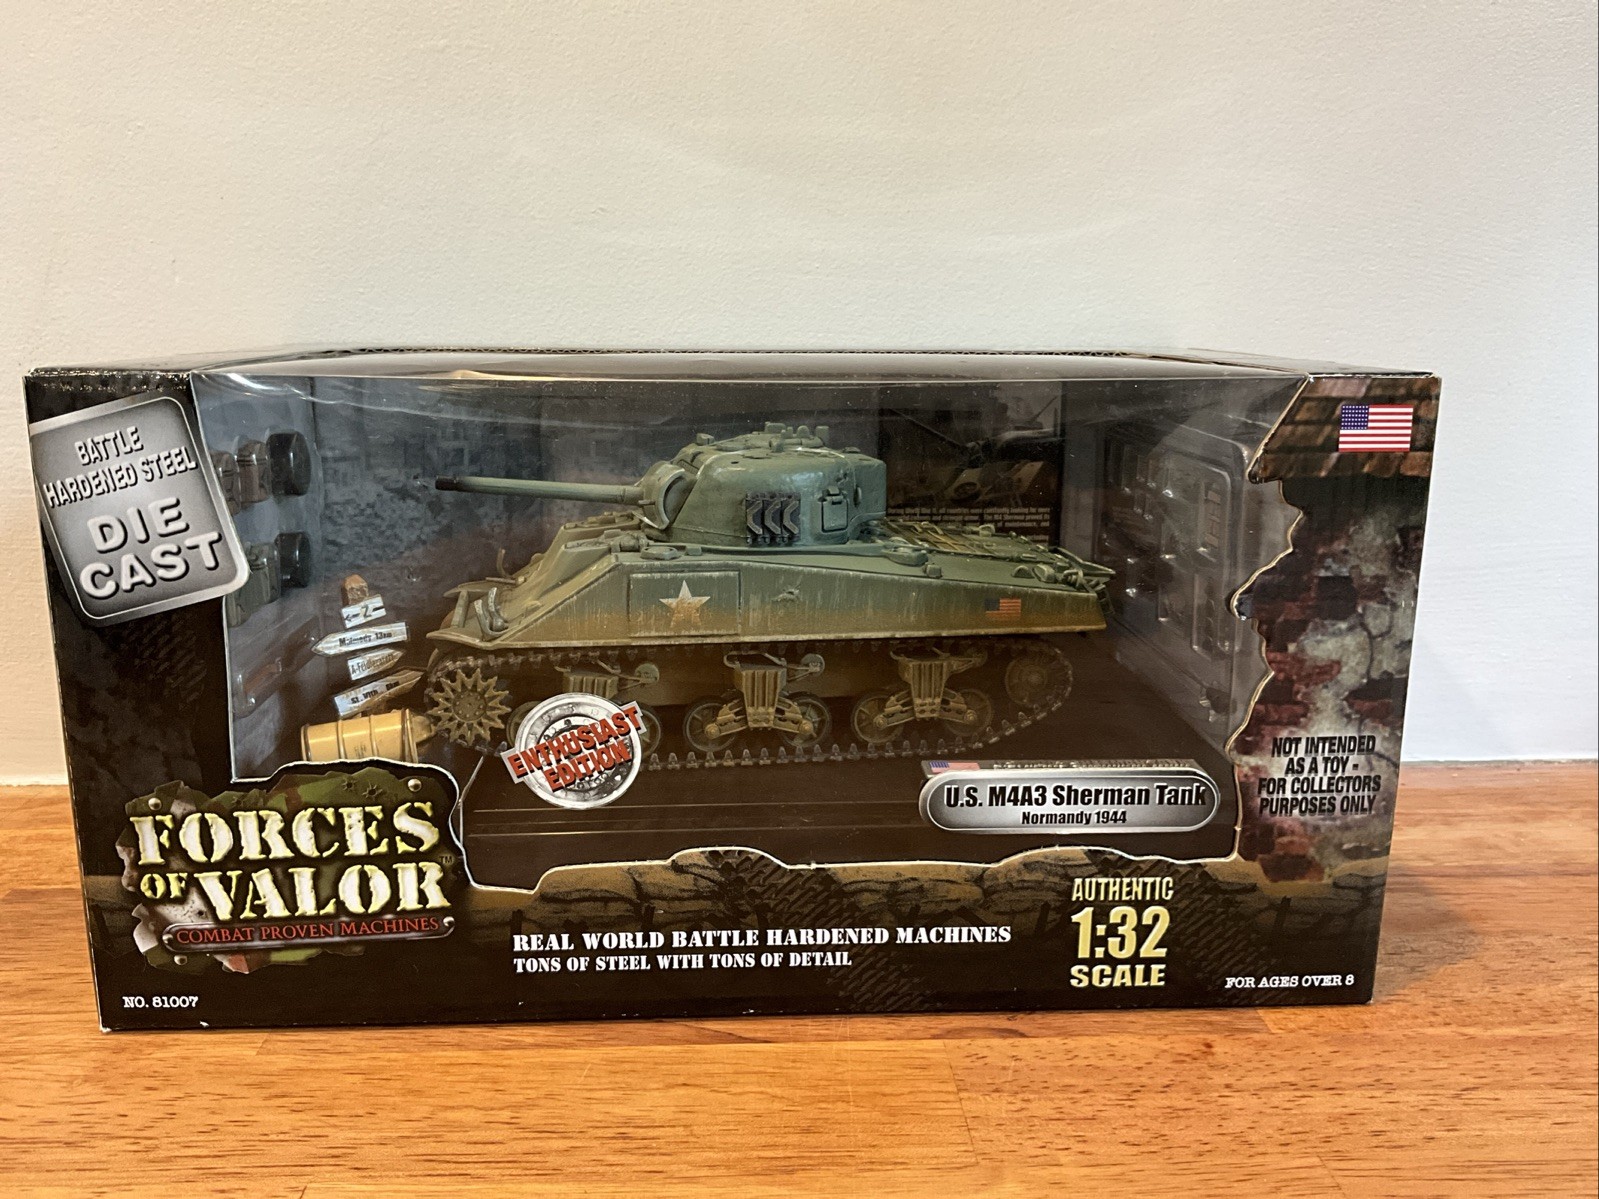 BATTLE
HARDENED STEEL
DIE
CAST
ENTHUSIAST
EDITION
U.S. M4A3 Sherman Tank
Normandy 1944
NOT INTENDED
AS A TOY -
FOR COLLECTORS
PURPOSES ONLY
FORCES
OF VALOR™
COMBAT PROVEN MACHINES
REAL WORLD BATTLE HARDENED MACHINES
TONS OF STEEL WITH TONS OF DETAIL
AUTHENTIC
1:32
SCALE
NO. 81007
FOR AGES OVER 8